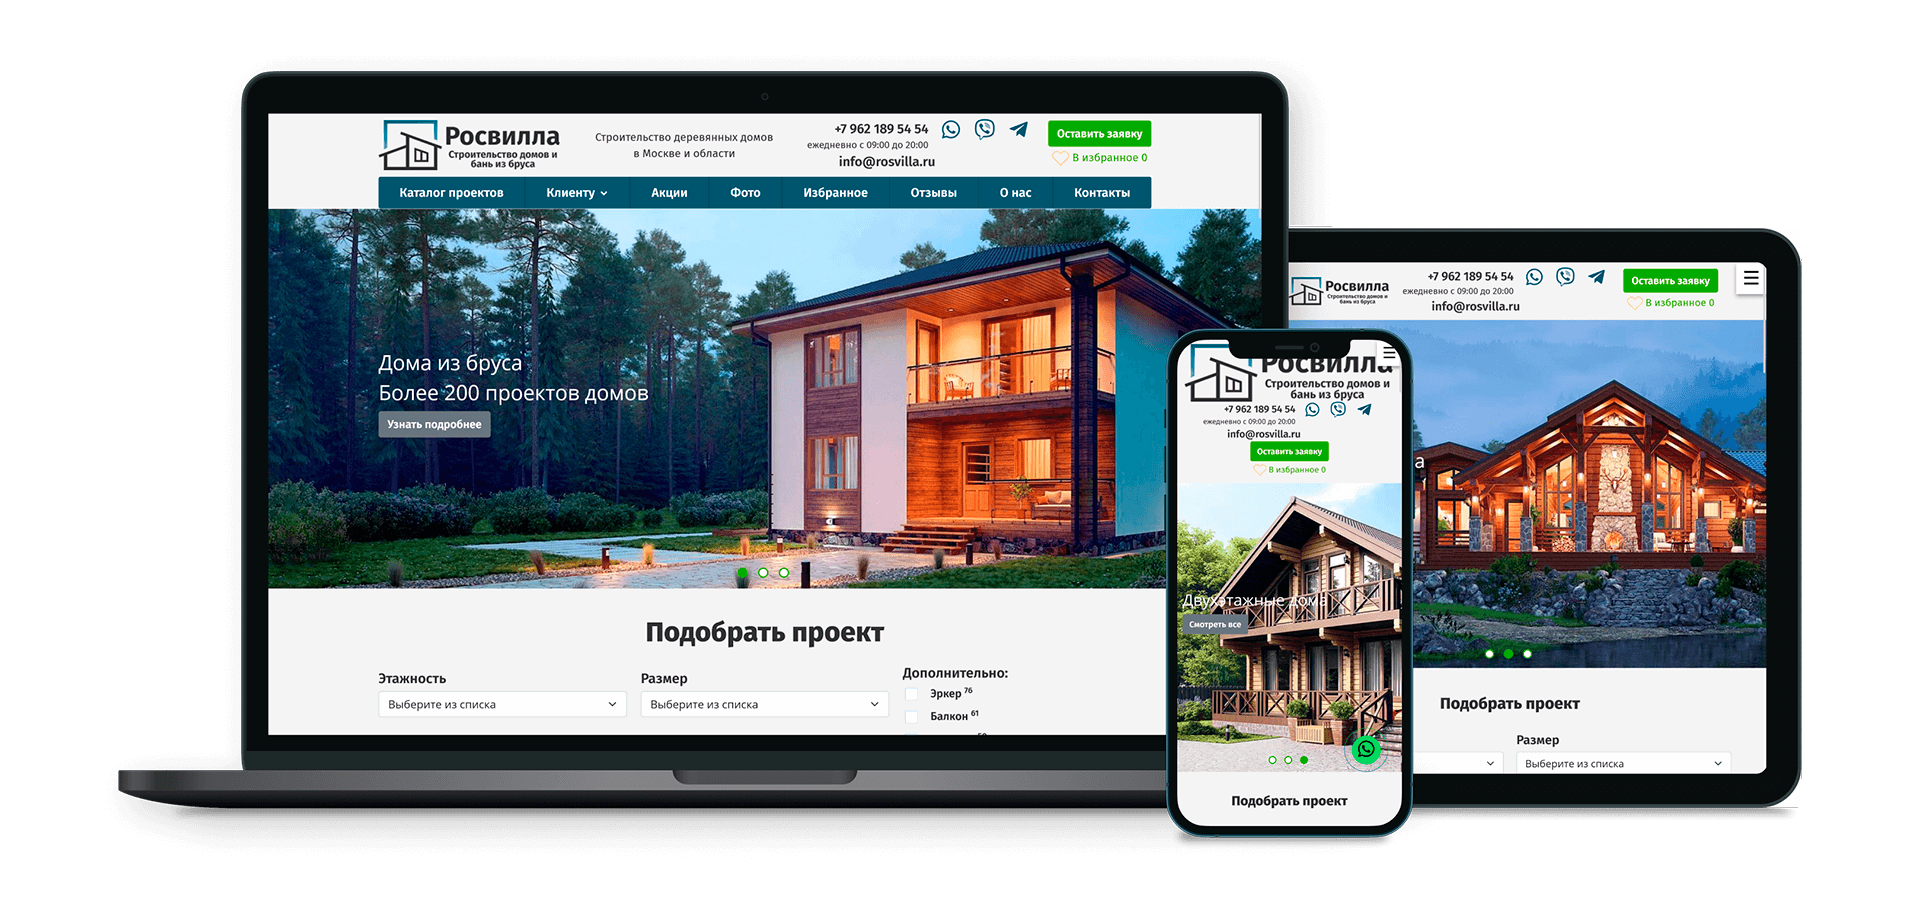 Росвилла
Строительство домов и
бань из бруса
Строительство деревянных домов
в Москве и области
+7 962 189 54 54
ежедневно с 09:00 до 20:00
info@rosvilla.ru
Оставить заявку
В избранное 0
Каталог проектов
Клиенту
Акции
Фото
Избранное
Отзывы
О нас
Контакты
Дома из бруса
Более 200 проектов домов
Узнать подробнее
Подобрать проект
Этажность
Выберите из списка
Размер
Выберите из списка
Дополнительно:
Эркер 76
Балкон 61
Росвилла
Строительство домов и
бань из бруса
+7 962 189 54 54
ежедневно с 09:00 до 20:00
info@rosvilla.ru
Оставить заявку
В избранное 0
Двухэтажные дома
Смотреть все
Подобрать проект
Росвилла
Строительство домов и
бань из бруса
+7 962 189 54 54
ежедневно с 09:00 до 20:00
info@rosvilla.ru
Оставить заявку
В избранное 0
а
Подобрать проект
Размер
Выберите из списка